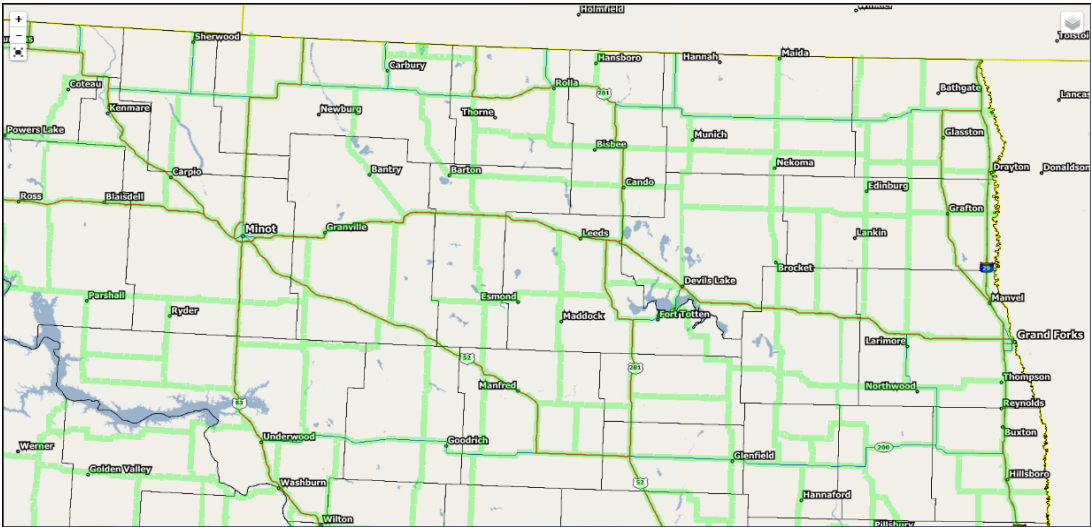 Holmfield
+
−
Sherwood
Hansboro
Hannah
Maida
Carbury
Coteau
Rolla
281
Bathgate
Lancas
Kenmare
Newburg
Thorne
Powers Lake
Munich
Glasston
Bisbee
Nekoma
Drayton
Donaldson
Carpio
Bantry
Barton
Cando
Edinburg
Ross
Blaisdell
Grafton
Minot
Granville
Leeds
Lankin
Brocket
29
Devils Lake
Parshall
Esmond
Manvel
Ryder
Maddock
Fort Totten
Grand Forks
Larimore
52
281
Manfred
Northwood
Thompson
83
Reynolds
Underwood
Goodrich
Buxton
Werner
200
Glenfield
Golden Valley
Hillsboro
Washburn
52
Hannaford
Wilton
Pillsbury